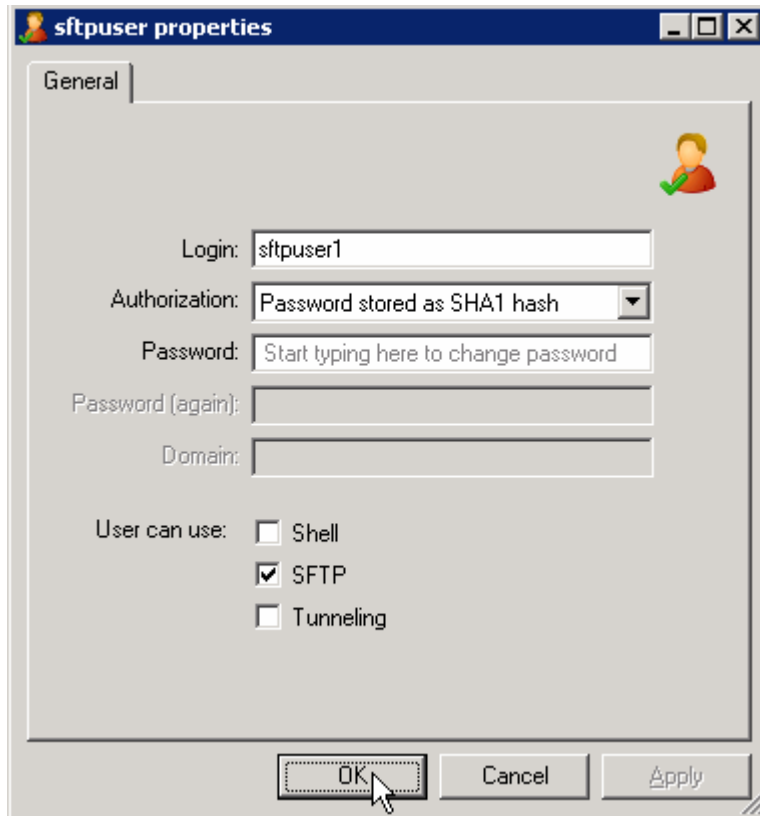 sftpuser properties
General
Login: sftpuser1
Authorization: Password stored as SHA1 hash
Password: Start typing here to change password
Password (again):
Domain:
User can use: Shell
SFTP
Tunneling
OK Cancel Apply